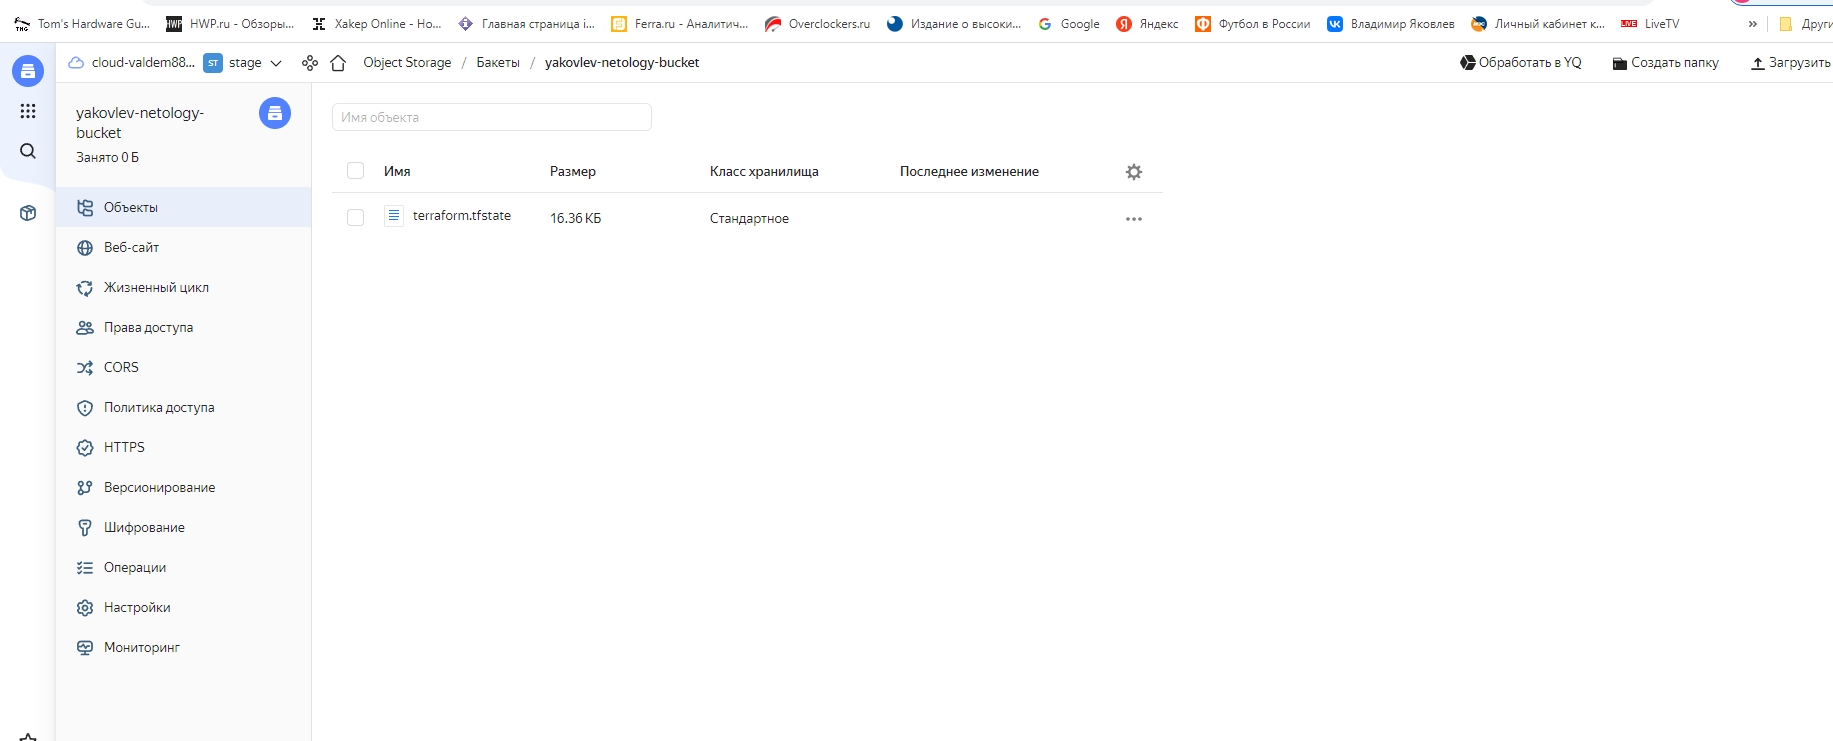 Tom's Hardware Gu... HWP.ru - Обзоры... Хакер Online - Но... Главная страница i... Ferra.ru - Аналитич... Overclockers.ru Издание о высоки... Google Яндекс Футбол в России Владимир Яковлев Личный кабинет к... LIVE LiveTV » Други
cloud-valdem88... ST stage Object Storage / Бакеты / yakovlev-netology-bucket Обработать в YQ Создать папку Загрузить
yakovlev-netology-
bucket
Занято 0 Б
Объекты
Веб-сайт
Жизненный цикл
Права доступа
CORS
Политика доступа
HTTPS
Версионирование
Шифрование
Операции
Настройки
Мониторинг
Имя объекта
Имя Размер Класс хранилища Последнее изменение
terraform.tfstate 16.36 КБ Стандартное